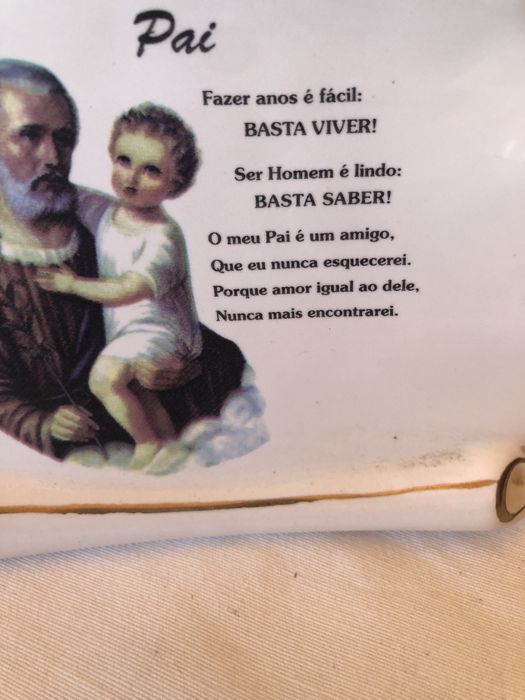 Pai
Fazer anos é fácil:
BASTA VIVER!
Ser Homem é lindo:
BASTA SABER!
O meu Pai é um amigo,
Que eu nunca esquecerei.
Porque amor igual ao dele,
Nunca mais encontrarei.